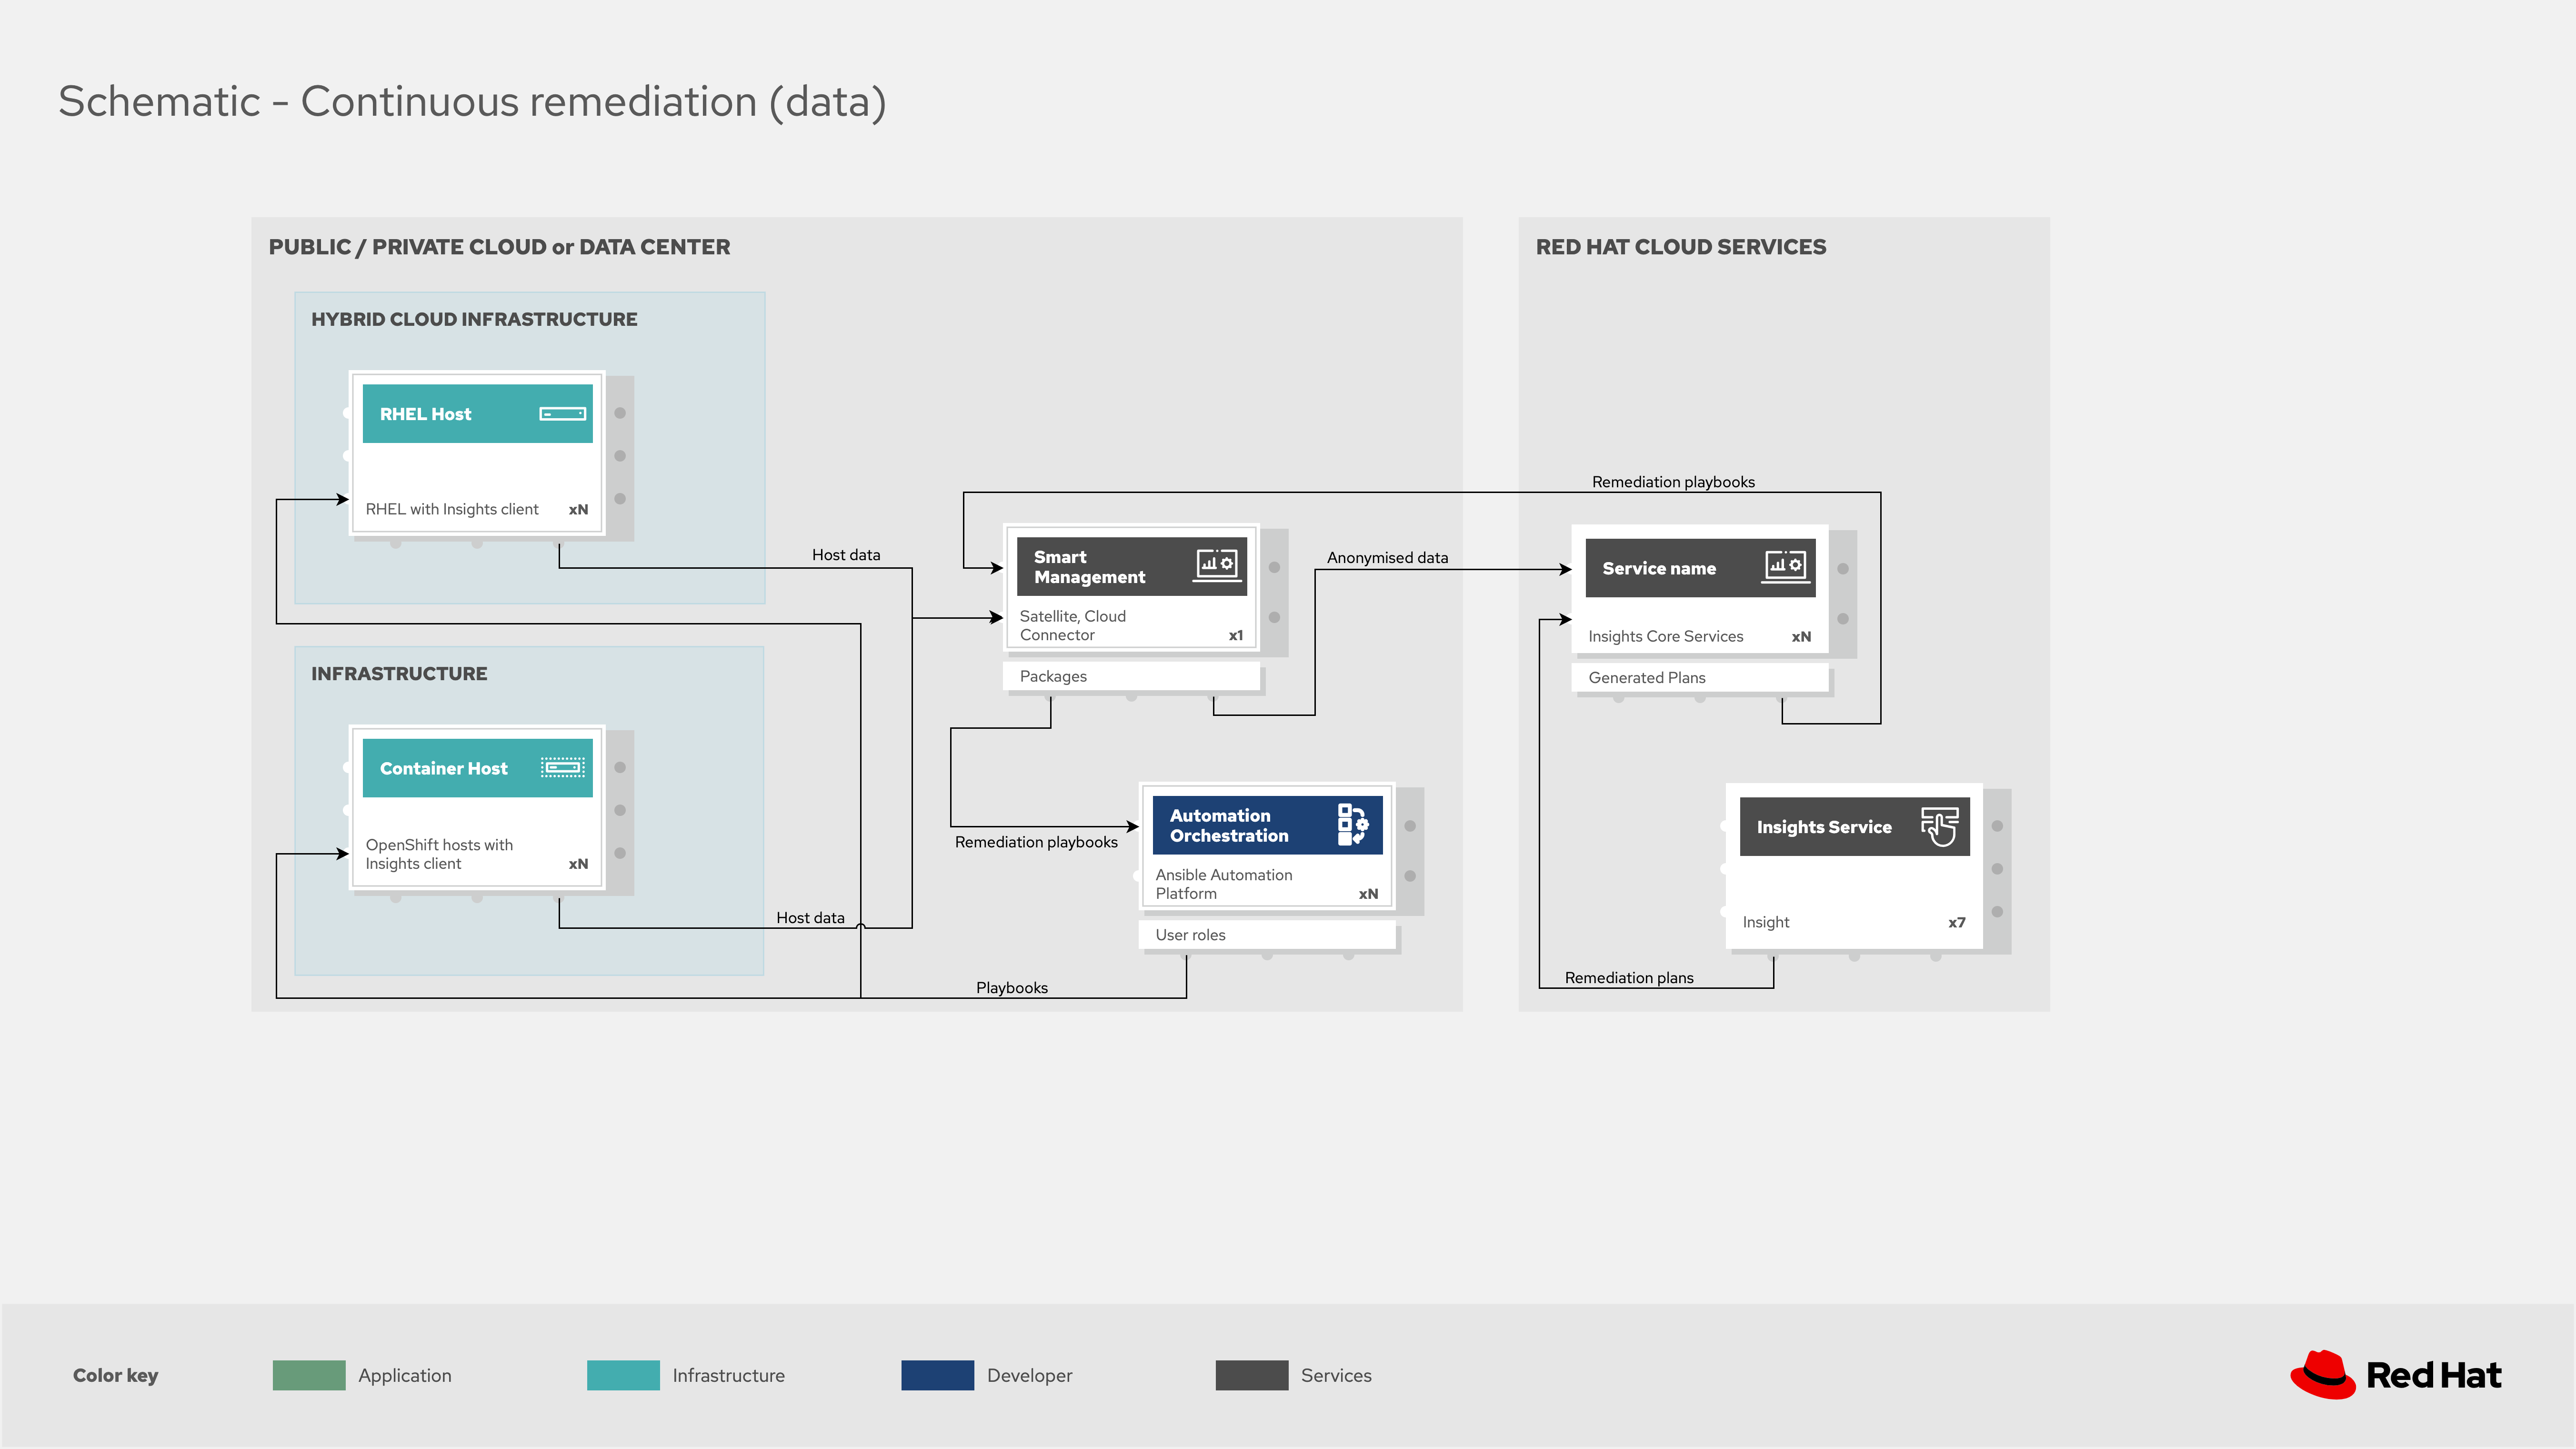 Schematic - Continuous remediation (data)
PUBLIC / PRIVATE CLOUD or DATA CENTER
HYBRID CLOUD INFRASTRUCTURE
RHEL Host
RHEL with Insights client
xN
Host data
INFRASTRUCTURE
Container Host
OpenShift hosts with
Insights client
xN
Host data
Smart
Management
Satellite, Cloud
Connector
x1
Packages
Anonymised data
Remediation playbooks
Automation
Orchestration
Ansible Automation
Platform
xN
User roles
Playbooks
RED HAT CLOUD SERVICES
Remediation playbooks
Service name
Insights Core Services
xN
Generated Plans
Insights Service
Insight
x7
Remediation plans
Color key
Application
Infrastructure
Developer
Services
Red Hat